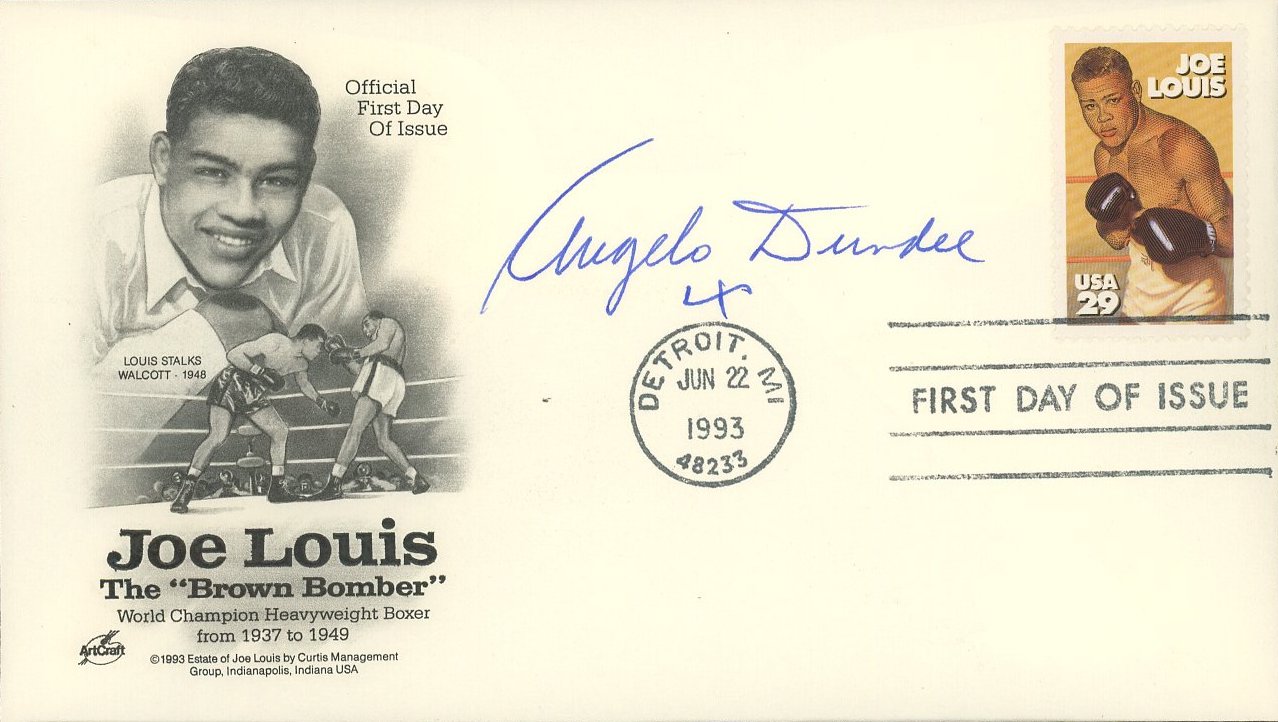 Official
First Day
Of Issue
LOUIS STALKS
WALCOTT - 1948
Joe Louis
The “Brown Bomber”
World Champion Heavyweight Boxer
from 1937 to 1949
ArtCraft
©1993 Estate of Joe Louis by Curtis Management
Group, Indianapolis, Indiana USA
Angelo Dundee
JOE
LOUIS
USA
29
DETROIT, MI
JUN 22
1993
48233
FIRST DAY OF ISSUE